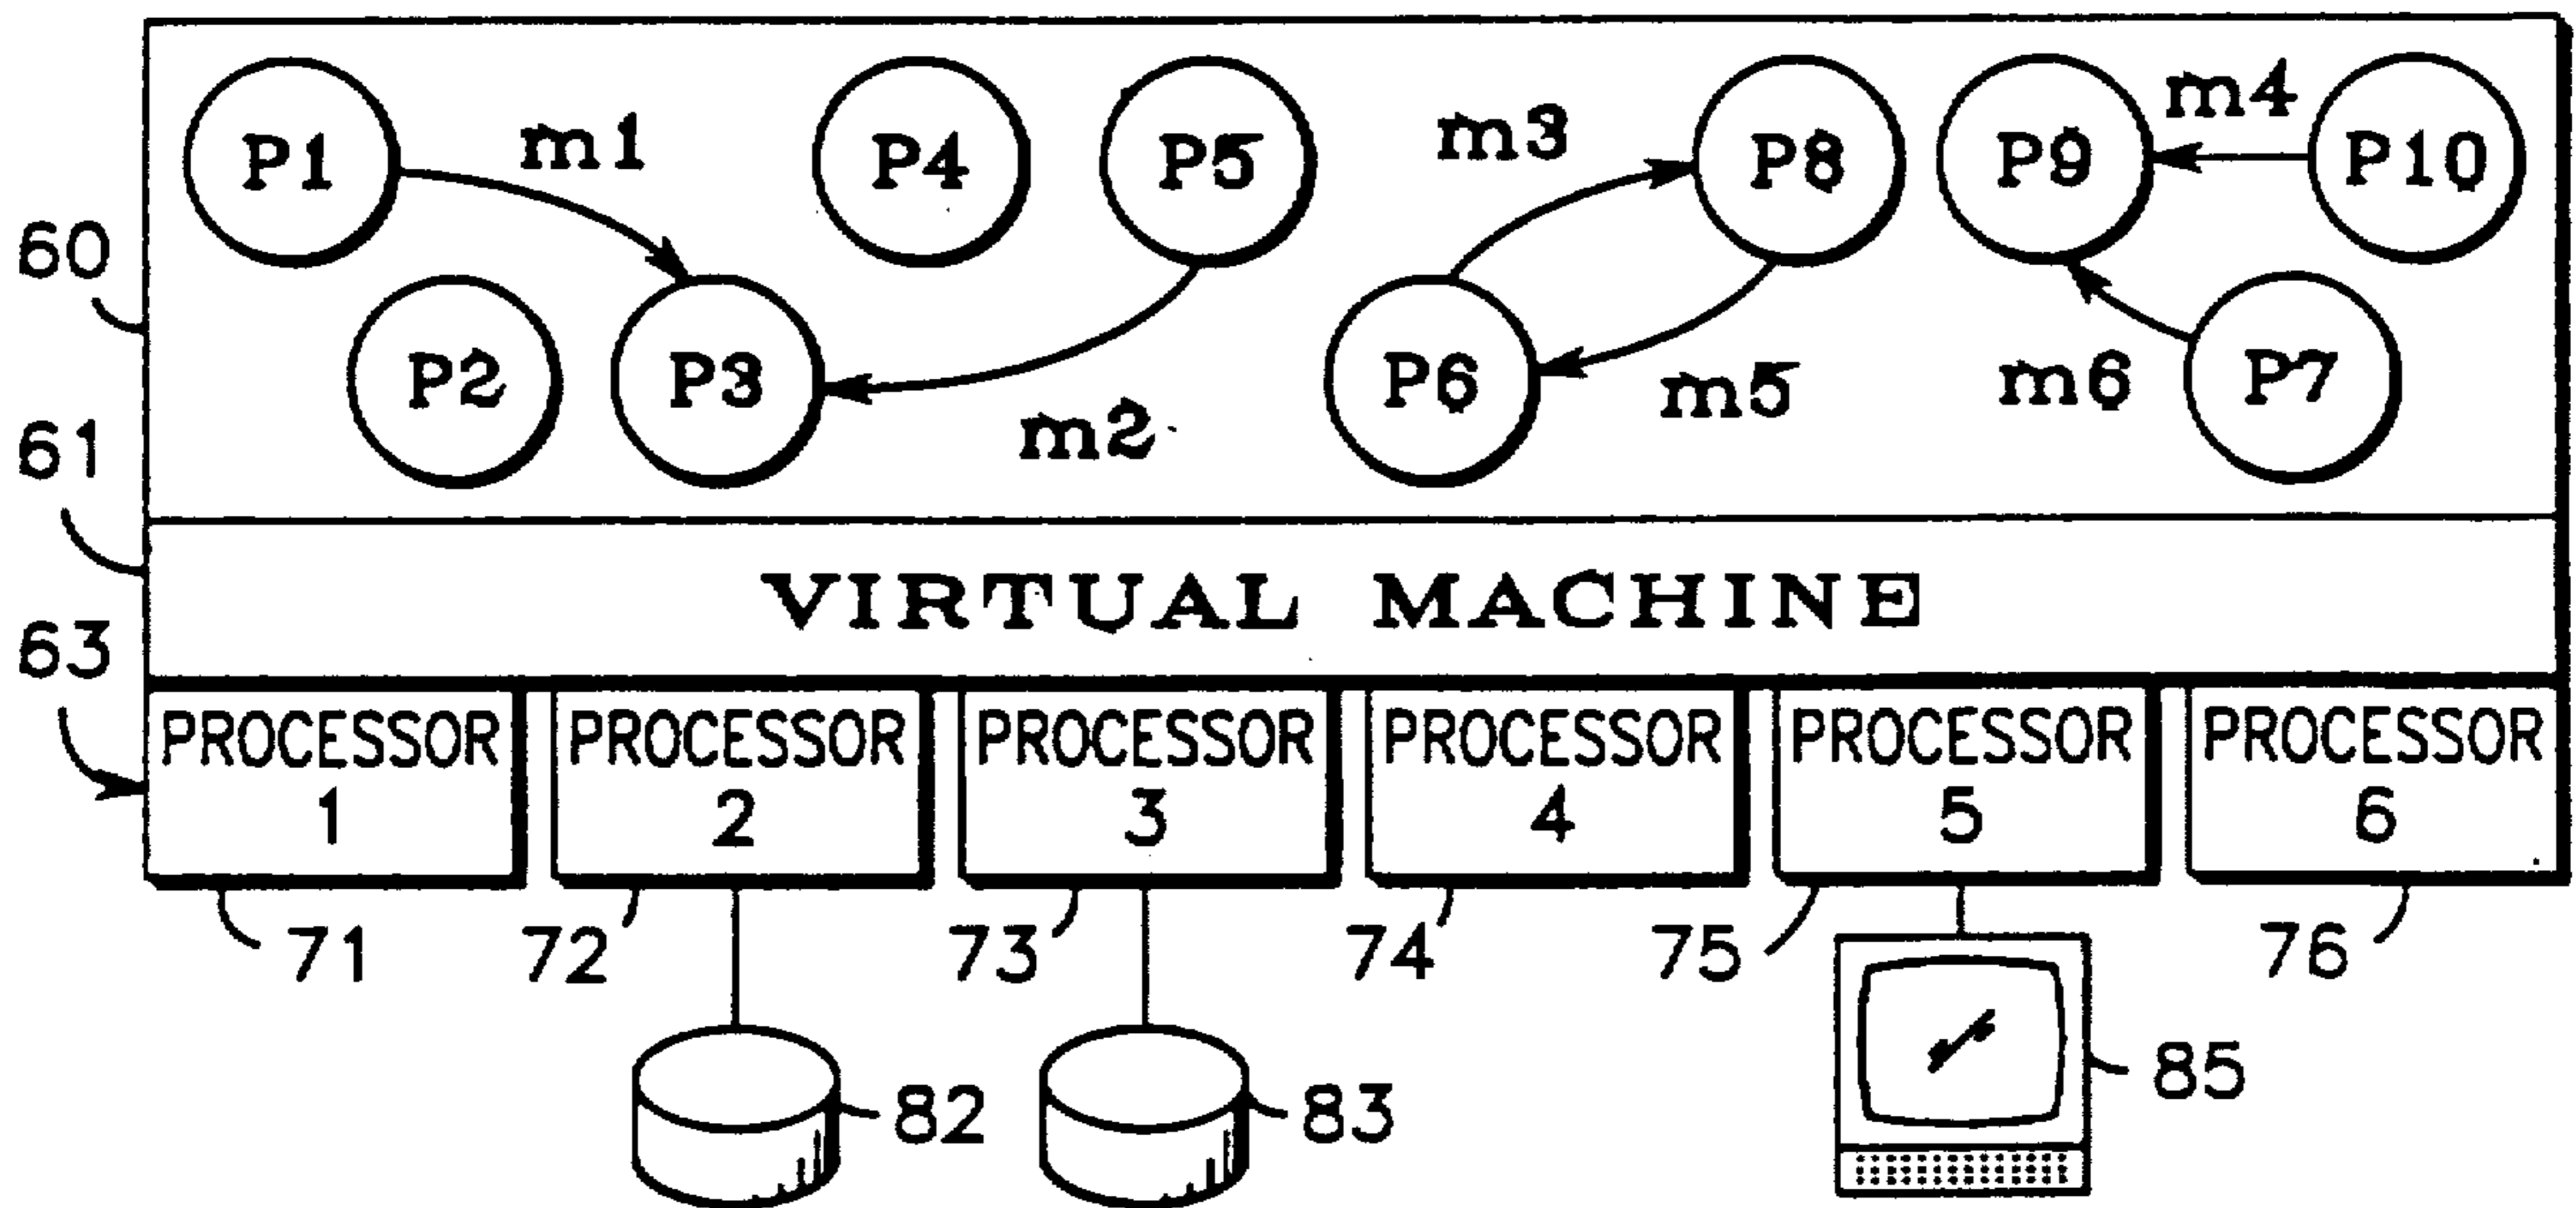 P1 m1 P4 P5 m3 P8 P9 m4 P10
60
P2 P3 m2 P6 m5 m6 P7
61
VIRTUAL MACHINE
63
PROCESSOR 1
PROCESSOR 2
PROCESSOR 3
PROCESSOR 4
PROCESSOR 5
PROCESSOR 6
71 72 73 74 75 76
82 83 85